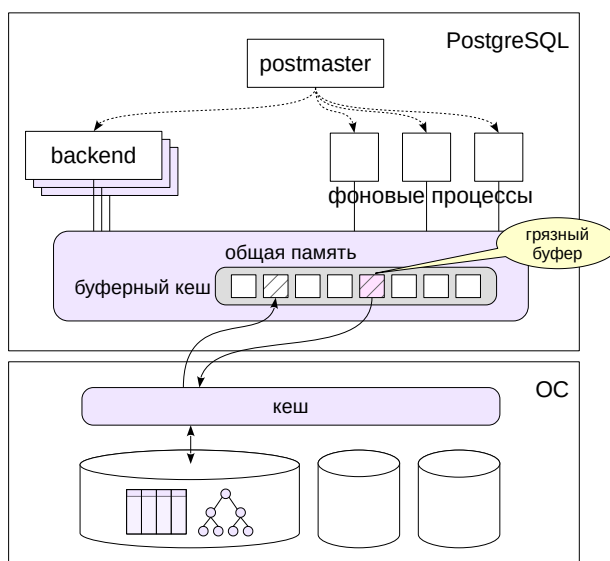 PostgreSQL
postmaster
backend
фоновые процессы
общая память
грязный
буфер
буферный кеш
ОС
кеш